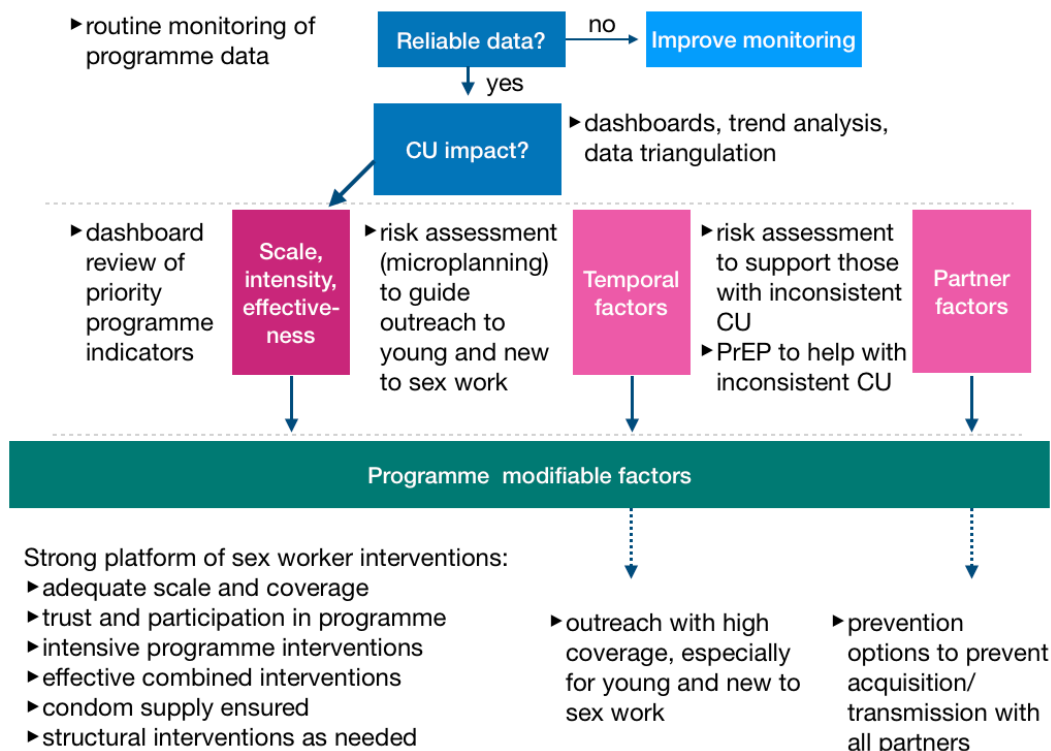 ▸routine monitoring of
programme data
Reliable data?
no
Improve monitoring
yes
CU impact?
▸dashboards, trend analysis,
data triangulation
▸dashboard
review of
priority
programme
indicators
Scale,
intensity,
effective-
ness
▸risk assessment
(microplanning)
to guide
outreach to
young and new
to sex work
Temporal
factors
▸risk assessment
to support those
with inconsistent
CU
▸PrEP to help with
inconsistent CU
Partner
factors
Programme modifiable factors
Strong platform of sex worker interventions:
▸adequate scale and coverage
▸trust and participation in programme
▸intensive programme interventions
▸effective combined interventions
▸condom supply ensured
▸structural interventions as needed
▸outreach with high
coverage, especially
for young and new to
sex work
▸prevention
options to prevent
acquisition/
transmission with
all partners